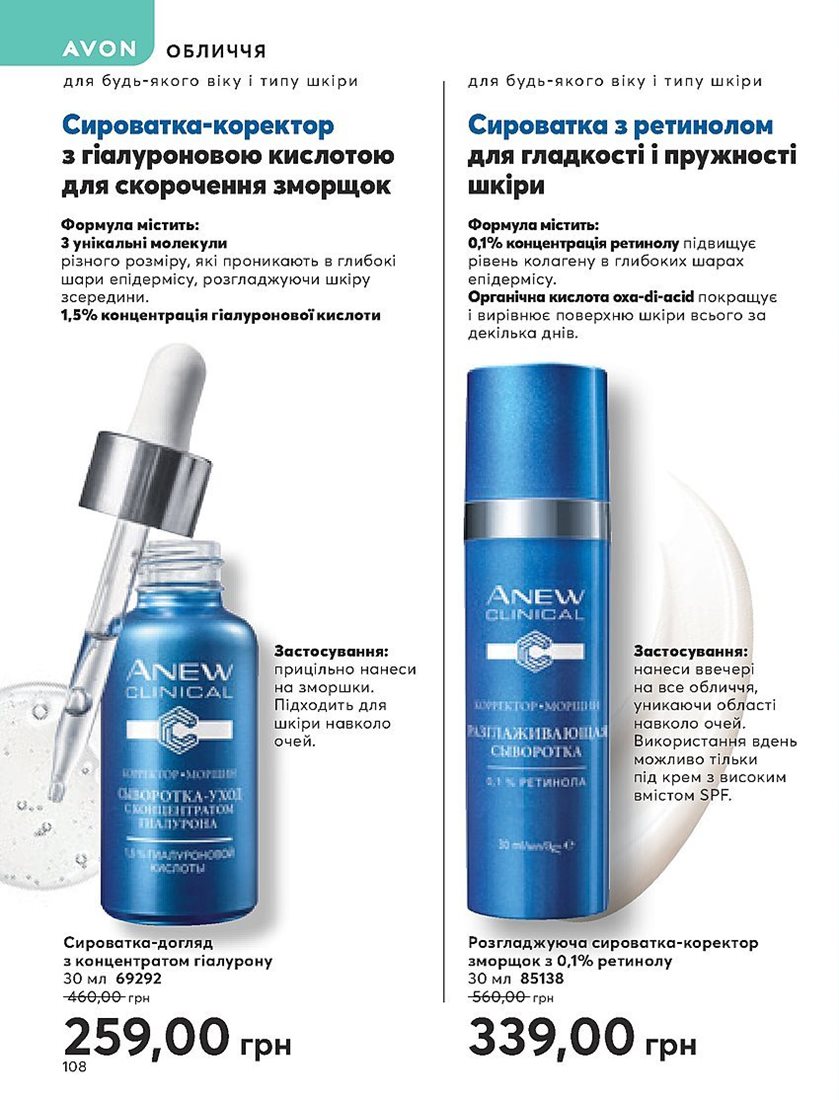 AVON ОБЛИЧЧЯ
для будь-якого віку і типу шкіри
Сироватка-коректор
з гіалуроновою кислотою
для скорочення зморщок
Формула містить:
3 унікальні молекули
різного розміру, які проникають в глибокі
шари епідермісу, розгладжуючи шкіру
зсередини.
1,5% концентрація гіалуронової кислоти
ANEW
CLINICAL
КОРРЕКТОР•МОРЩИН
СЫВОРОТКА-УХОД
С КОНЦЕНТРАТОМ
ГИАЛУРОНА
1,5 % ГИАЛУРОНОВОЙ
КИСЛОТЫ
Застосування:
прицільно нанеси
на зморшки.
Підходить для
шкіри навколо
очей.
Сироватка-догляд
з концентратом гіалурону
30 мл 69292
460,00 грн
259,00 грн
для будь-якого віку і типу шкіри
Сироватка з ретинолом
для гладкості і пружності
шкіри
Формула містить:
0,1% концентрація ретинолу підвищує
рівень колагену в глибоких шарах
епідермісу.
Органічна кислота oxa-di-acid покращує
і вирівнює поверхню шкіри всього за
декілька днів.
ANEW
CLINICAL
КОРРЕКТОР•МОРЩИН
РАЗГЛАЖИВАЮЩАЯ
СЫВОРОТКА
0,1 % РЕТИНОЛА
30 ml
Застосування:
нанеси ввечері
на все обличчя,
уникаючи області
навколо очей.
Використання вдень
можливо тільки
під крем з високим
вмістом SPF.
Розгладжуюча сироватка-коректор
зморщок з 0,1% ретинолу
30 мл 85138
560,00 грн
339,00 грн
108